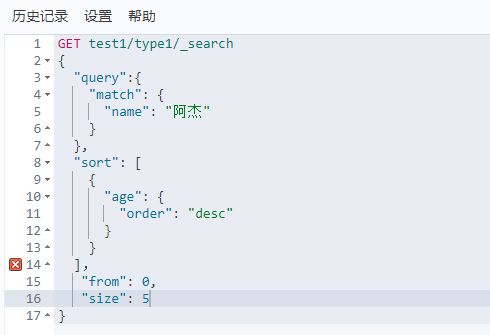 历史记录 设置 帮助
1 GET test1/type1/_search
2 {
3 "query":{
4 "match": {
5 "name": "阿杰"
6 }
7 },
8 "sort": [
9 {
10 "age": {
11 "order": "desc"
12 }
13 }
14 ],
15 "from": 0,
16 "size": 5
17 }